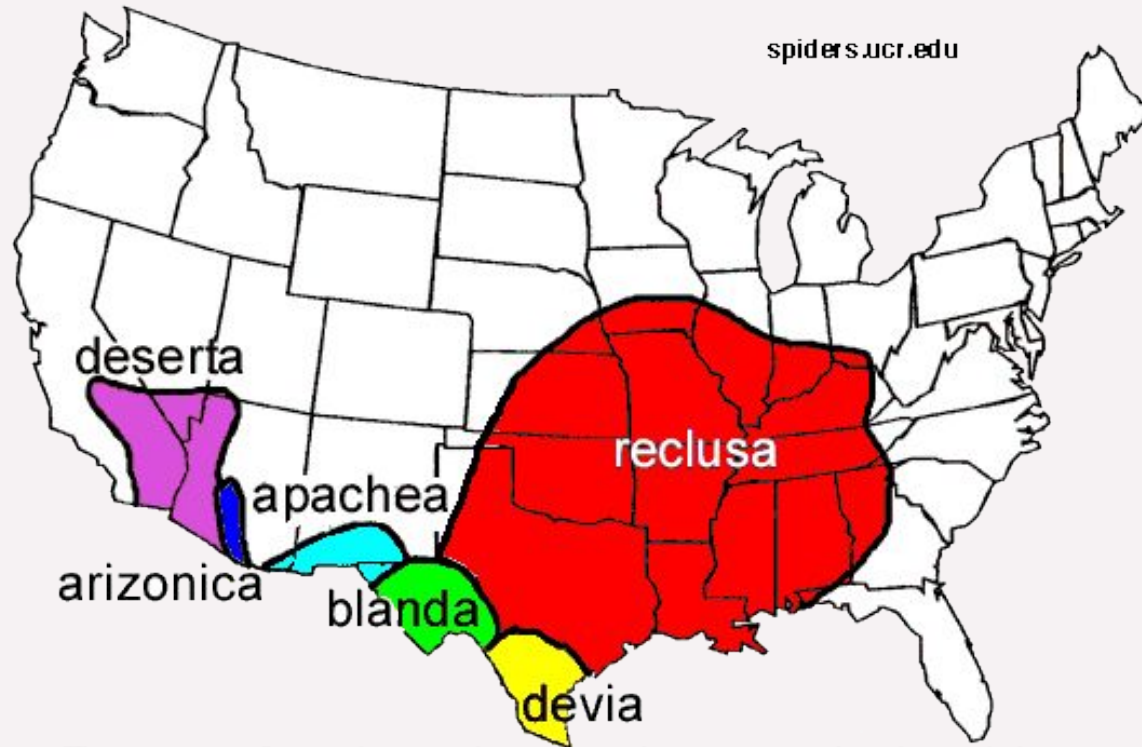 spiders.ucr.edu
deserta
reclusa
apachea
arizonica
blanda
devia